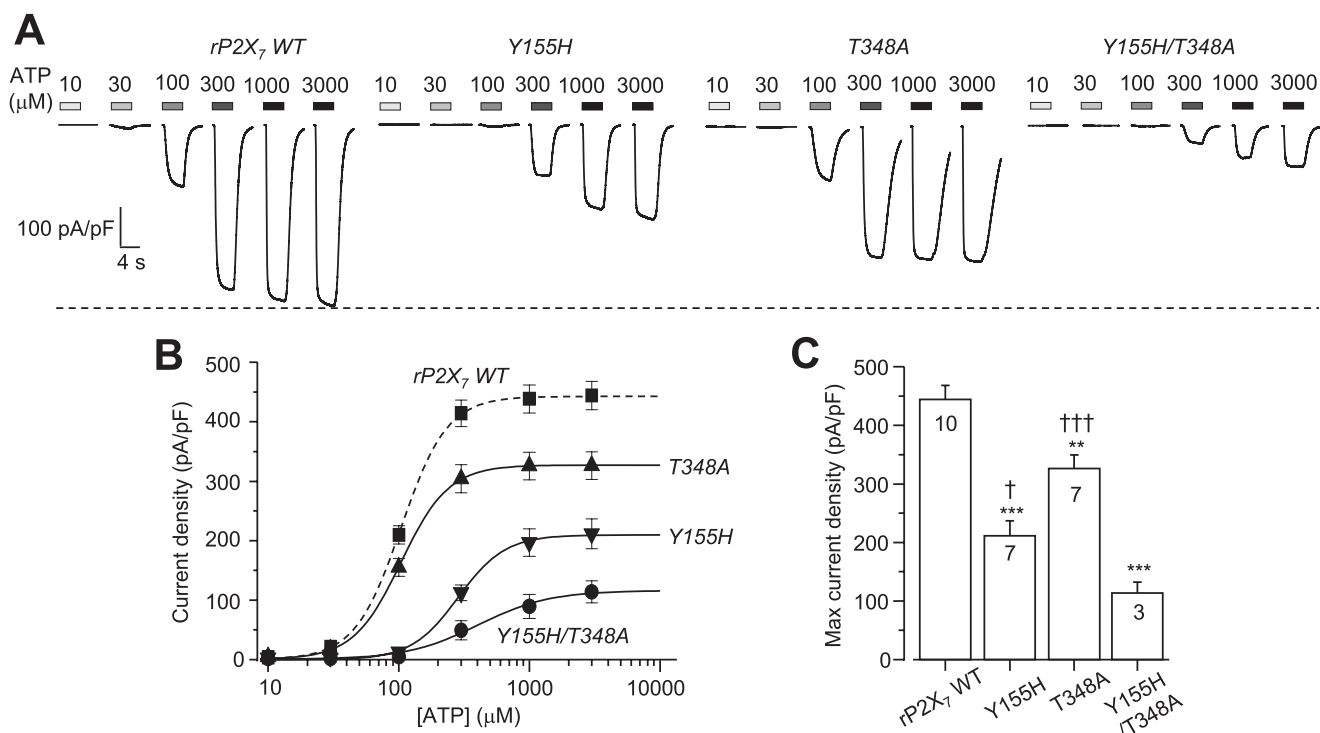 A
rP2X7 WT
Y155H
T348A
Y155H/T348A
ATP
(μM)
10 30 100 300 1000 3000
10 30 100 300 1000 3000
10 30 100 300 1000 3000
10 30 100 300 1000 3000
100 pA/pF
4 s
B
Current density (pA/pF)
500
400
300
200
100
0
rP2X7 WT
T348A
Y155H
Y155H/T348A
10 100 1000 10000
[ATP] (μM)
C
Max current density (pA/pF)
500
400
300
200
100
0
10
†
***
7
†††
**
7
***
3
rP2X7 WT
Y155H
T348A
Y155H
/T348A